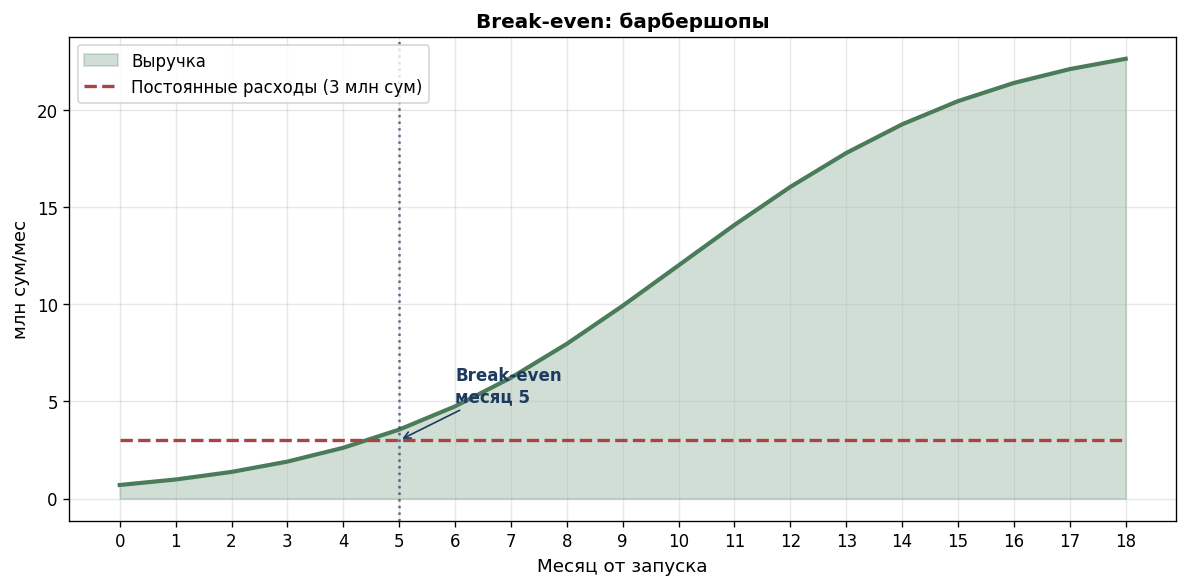 Break-even: барбершопы
Выручка
Постоянные расходы (3 млн сум)
млн сум/мес
20
15
10
5
0
Break-even
месяц 5
0 1 2 3 4 5 6 7 8 9 10 11 12 13 14 15 16 17 18
Месяц от запуска